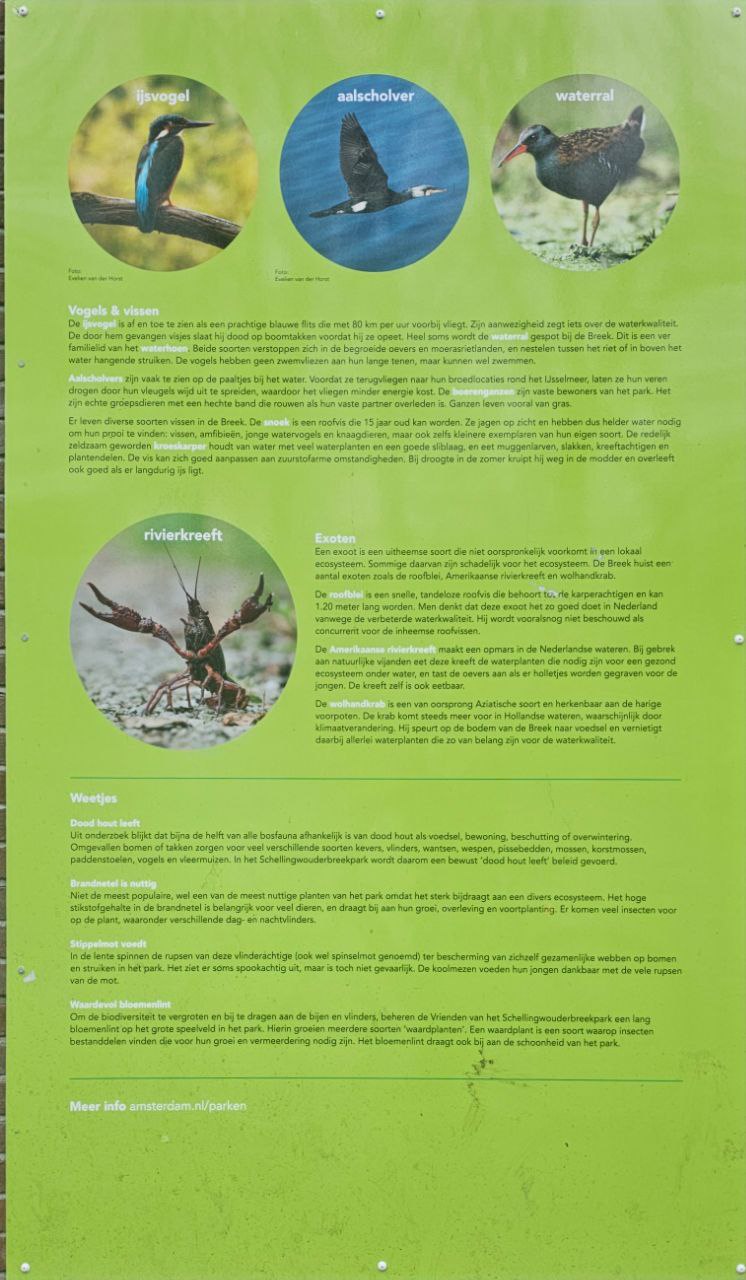 ijsvogel
aalscholver
waterral
Foto:
Evelien van der Horst
Foto:
Evelien van der Horst
Vogels & vissen
De ijsvogel is af en toe te zien als een prachtige blauwe flits die met 80 km per uur voorbij vliegt. Zijn aanwezigheid zegt iets over de waterkwaliteit.
De door hem gevangen visjes slaat hij dood op boomtakken voordat hij ze opeet. Heel soms wordt de waterral gespot bij de Breek. Dit is een ver
familielid van het waterhoen. Beide soorten verstoppen zich in de begroeide oevers en moerasrietlanden, en nestelen tussen het riet of in boven het
water hangende struiken. De vogels hebben geen zwemvliezen aan hun lange tenen, maar kunnen wel zwemmen.
Aalscholvers zijn vaak te zien op de paaltjes bij het water. Voordat ze terugvliegen naar hun broedlocaties rond het IJsselmeer, laten ze hun veren
drogen door hun vleugels wijd uit te spreiden, waardoor het vliegen minder energie kost. De boerenganzen zijn vaste bewoners van het park. Het
zijn echte groepsdieren met een hechte band die rouwen als hun vaste partner overleden is. Ganzen leven vooral van gras.
Er leven diverse soorten vissen in de Breek. De snoek is een roofvis die 15 jaar oud kan worden. Ze jagen op zicht en hebben dus helder water nodig
om hun prooi te vinden: vissen, amfibieën, jonge watervogels en knaagdieren, maar ook zelfs kleinere exemplaren van hun eigen soort. De redelijk
zeldzaam geworden kroeskarper houdt van water met veel waterplanten en een goede sliblaag, en eet muggenlarven, slakken, kreeftachtigen en
plantendelen. De vis kan zich goed aanpassen aan zuurstofarme omstandigheden. Bij droogte in de zomer kruipt hij weg in de modder en overleeft
ook goed als er langdurig ijs ligt.
rivierkreeft
Exoten
Een exoot is een uitheemse soort die niet oorspronkelijk voorkomt in een lokaal
ecosysteem. Sommige daarvan zijn schadelijk voor het ecosysteem. De Breek huist een
aantal exoten zoals de roofblei, Amerikaanse rivierkreeft en wolhandkrab.
De roofblei is een snelle, tandeloze roofvis die behoort tot de karperachtigen en kan
1.20 meter lang worden. Men denkt dat deze exoot het zo goed doet in Nederland
vanwege de verbeterde waterkwaliteit. Hij wordt vooralsnog niet beschouwd als
concurrent voor de inheemse roofvissen.
De Amerikaanse rivierkreeft maakt een opmars in de Nederlandse wateren. Bij gebrek
aan natuurlijke vijanden eet deze kreeft de waterplanten die nodig zijn voor een gezond
ecosysteem onder water, en tast de oevers aan als er holletjes worden gegraven voor de
jongen. De kreeft zelf is ook eetbaar.
De wolhandkrab is een van oorsprong Aziatische soort en herkenbaar aan de harige
voorpoten. De krab komt steeds meer voor in Hollandse wateren, waarschijnlijk door
klimaatverandering. Hij speurt op de bodem van de Breek naar voedsel en vernietigt
daarbij allerlei waterplanten die zo van belang zijn voor de waterkwaliteit.
Weetjes
Dood hout leeft
Uit onderzoek blijkt dat bijna de helft van alle bosfauna afhankelijk is van dood hout als voedsel, bewoning, beschutting of overwintering.
Omgevallen bomen of takken zorgen voor veel verschillende soorten kevers, vlinders, wantsen, wespen, pissebedden, mossen, korstmossen,
paddenstoelen, vogels en vleermuizen. In het Schellingwouderbreekpark wordt daarom een bewust 'dood hout leeft' beleid gevoerd.
Brandnetel is nuttig
Niet de meest populaire, wel een van de meest nuttige planten van het park omdat het sterk bijdraagt aan een divers ecosysteem. Het hoge
stikstofgehalte in de brandnetel is belangrijk voor veel dieren, en draagt bij aan hun groei, overleving en voortplanting. Er komen veel insecten voor
op de plant, waaronder verschillende dag- en nachtvlinders.
Stippelmot voedt
In de lente spinnen de rupsen van deze vlinderachtige (ook wel spinselmot genoemd) ter bescherming van zichzelf gezamenlijke webben op bomen
en struiken in het park. Het ziet er soms spookachtig uit, maar is toch niet gevaarlijk. De koolmezen voeden hun jongen dankbaar met de vele rupsen
van de mot.
Waardevol bloemenlint
Om de biodiversiteit te vergroten en bij te dragen aan de bijen en vlinders, beheren de Vrienden van het Schellingwouderbreekpark een lang
bloemenlint op het grote speelveld in het park. Hierin groeien meerdere soorten 'waardplanten'. Een waardplant is een soort waarop insecten
bestanddelen vinden die voor hun groei en vermeerdering nodig zijn. Het bloemenlint draagt ook bij aan de schoonheid van het park.
Meer info amsterdam.nl/parken